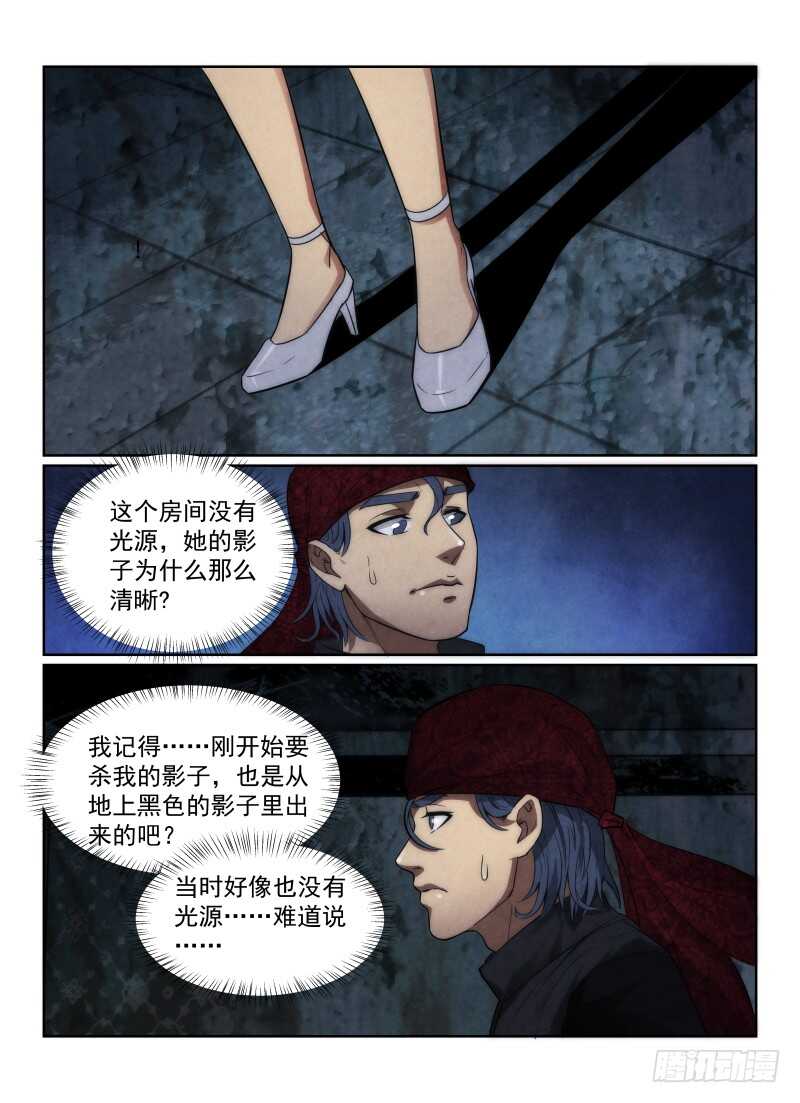 !
这个房间没有
光源，她的影
子为什么那么
清晰?
我记得……刚开始要
杀我的影子，也是从
地上黑色的影子里出
来的吧?
当时好像也没有
光源……难道说
……
腾讯动漫